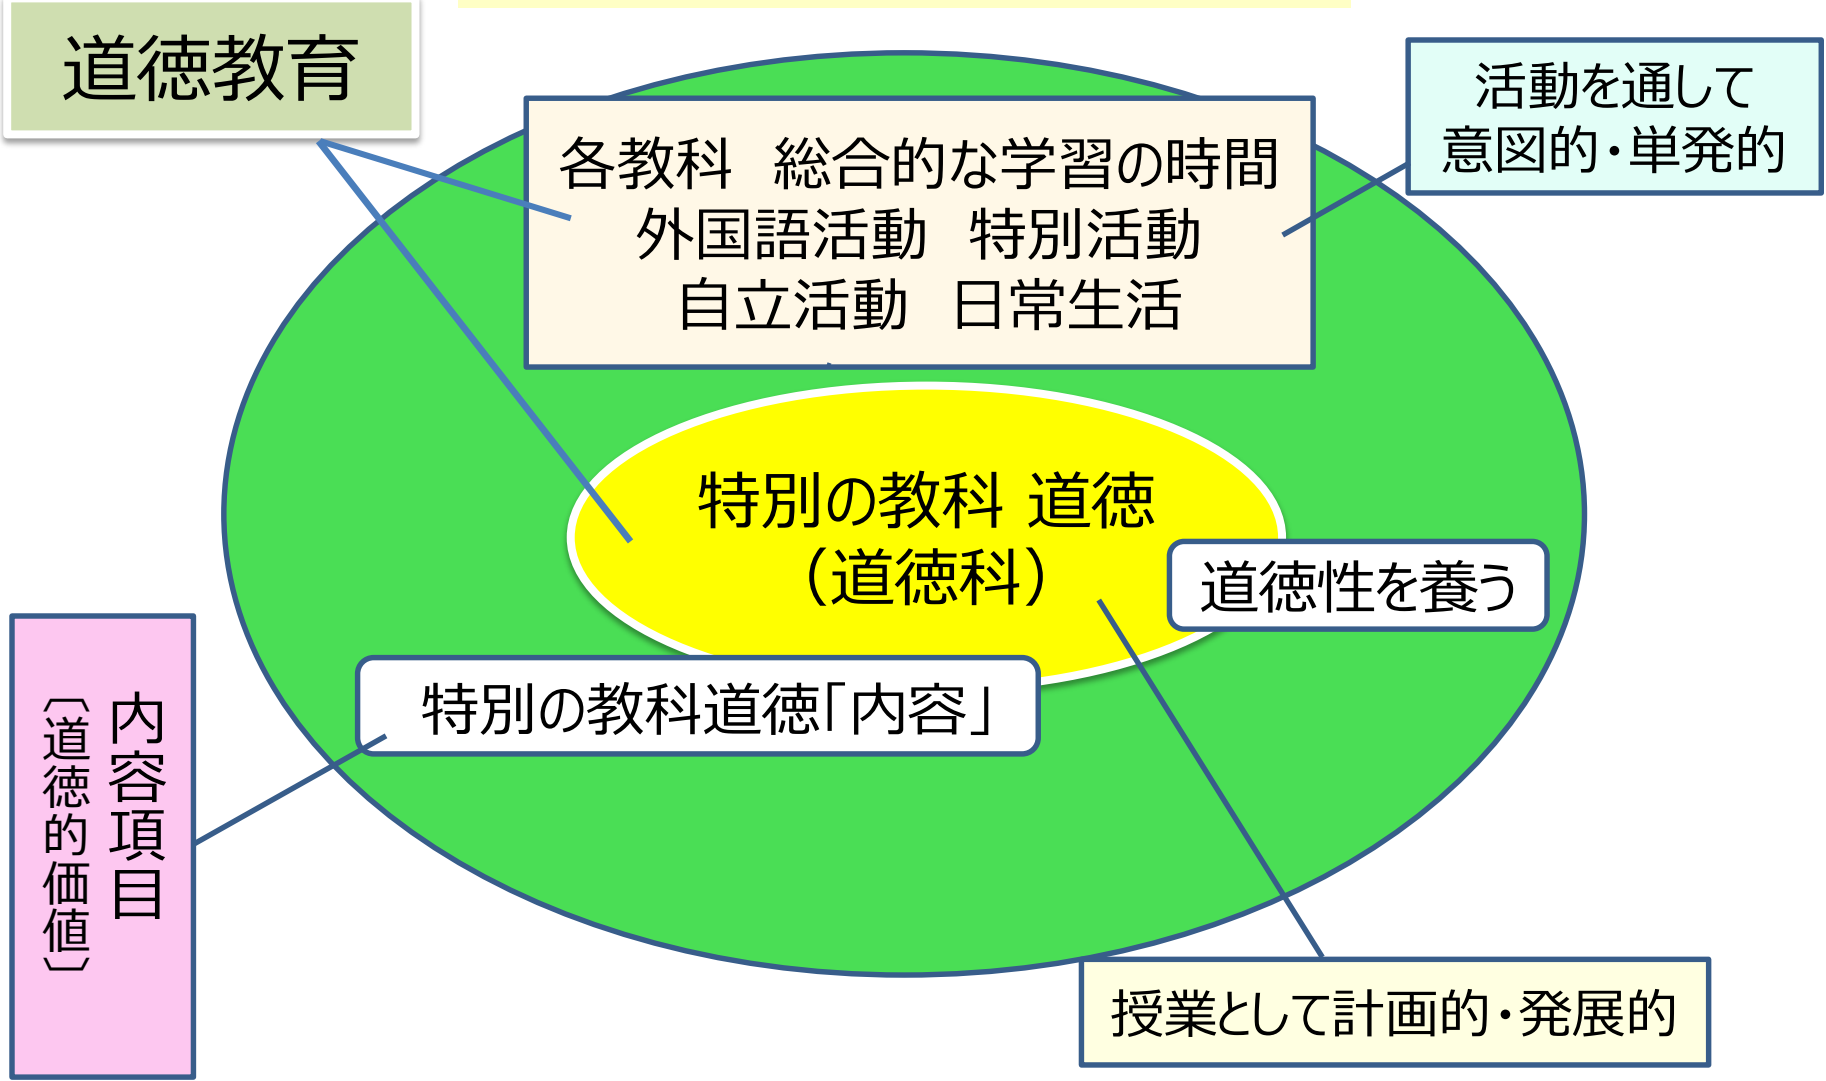 道徳教育
各教科　総合的な学習の時間
外国語活動　特別活動
自立活動　日常生活
活動を通して
意図的・単発的
特別の教科 道徳
（道徳科）
道徳性を養う
特別の教科道徳「内容」
内容項目
〔道徳的価値〕
授業として計画的・発展的